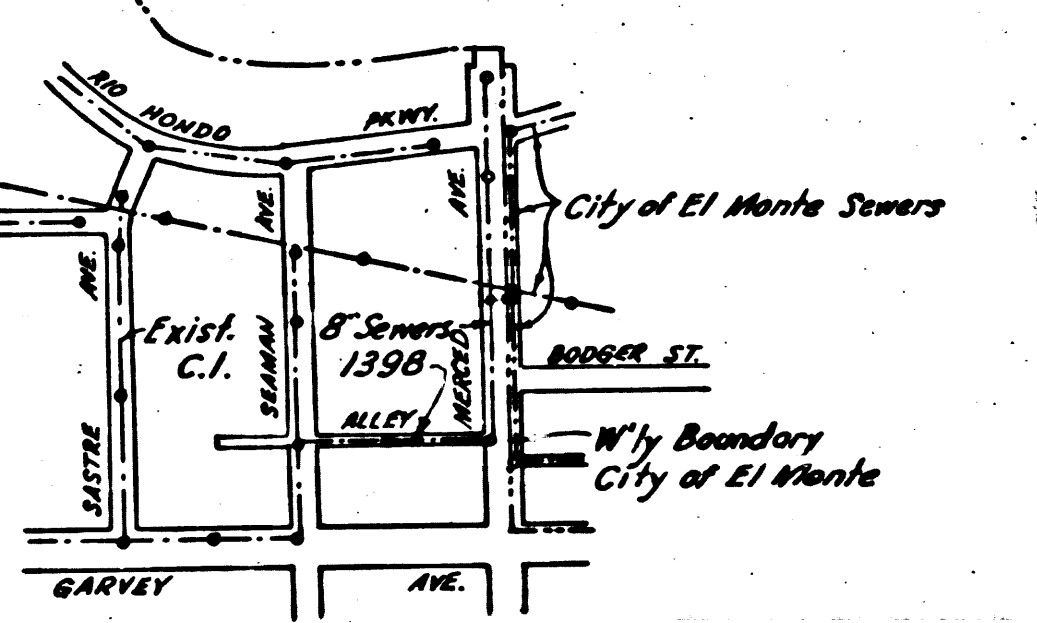 RIO HONDO PKWY.
City of El Monte Sewers
SASTRE AVE.
SEAMAN AVE.
MERCED AVE.
Exist.
C.I.
8" Sewers
1398
BODGER ST.
ALLEY
W'ly Boundary
City of El Monte
GARVEY AVE.